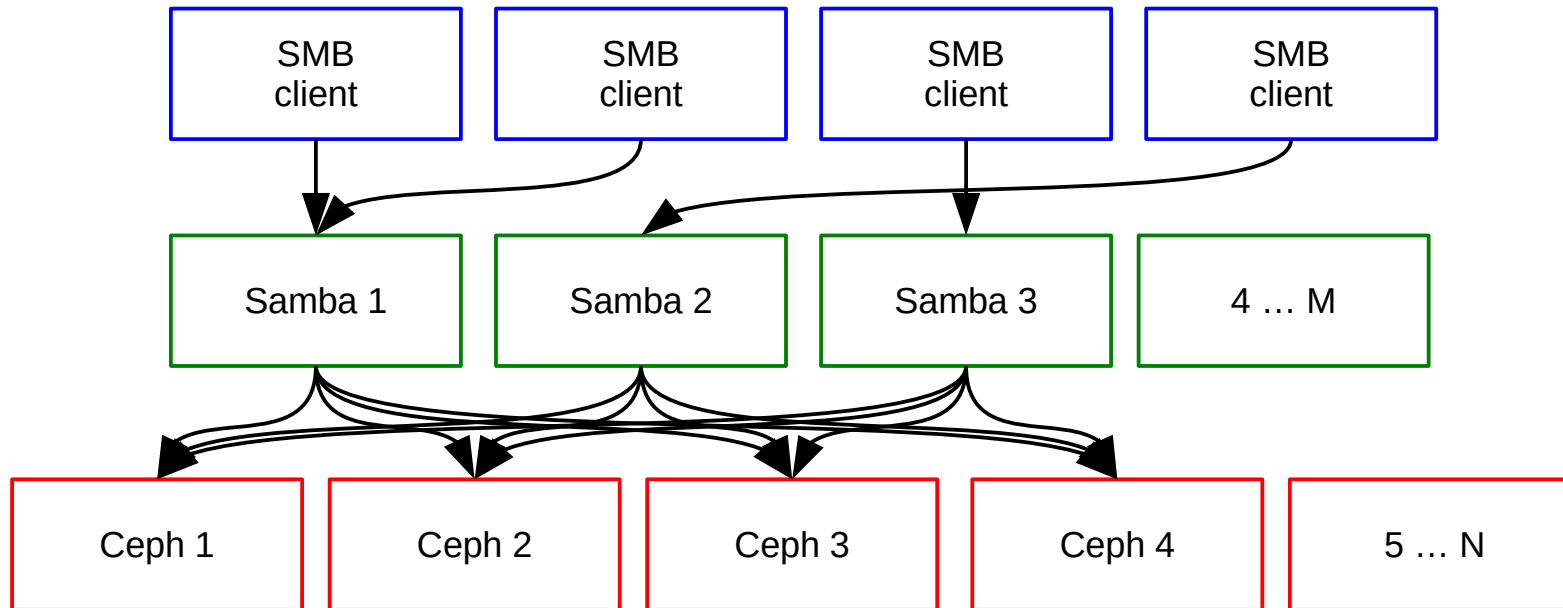 SMB
client
SMB
client
SMB
client
SMB
client
Samba 1
Samba 2
Samba 3
4 … M
Ceph 1
Ceph 2
Ceph 3
Ceph 4
5 … N